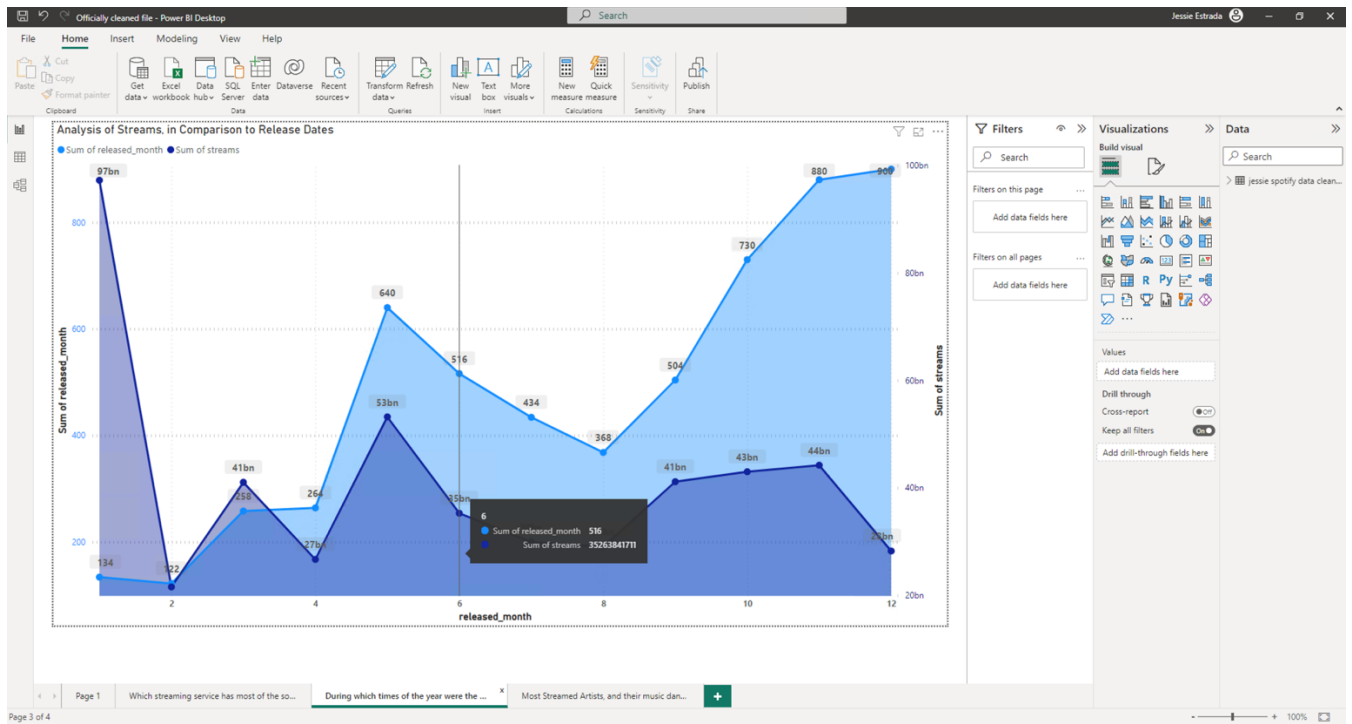 Officially cleaned file - Power BI Desktop
Search
Jessie Estrada
File Home Insert Modeling View Help
Paste
Cut
Copy
Format painter
Clipboard
Get data
Excel workbook
Data hub
SQL Server
Enter data
Dataverse
Recent sources
Data
Transform data
Refresh
Queries
New visual
Text box
More visuals
Insert
New measure
Quick measure
Calculations
Sensitivity
Sensitivity
Publish
Share
Analysis of Streams, in Comparison to Release Dates
Sum of released_month Sum of streams
97bn
134
122
41bn
258
264
27bn
640
53bn
516
35bn
434
368
504
41bn
730
43bn
880
44bn
900
Sum of released_month
800
600
400
200
100bn
80bn
60bn
40bn
20bn
Sum of streams
2 4 6 8 10 12
released_month
6
Sum of released_month 516
Sum of streams 35263841711
Filters
Search
Filters on this page
Add data fields here
Filters on all pages
Add data fields here
Visualizations
Build visual
R Py
123
Values
Add data fields here
Drill through
Cross-report
Off
Keep all filters
On
Add drill-through fields here
Data
Search
jessie spotify data clean...
Page 1
Which streaming service has most of the so...
During which times of the year were the ...
Most Streamed Artists, and their music dan...
Page 3 of 4
100%